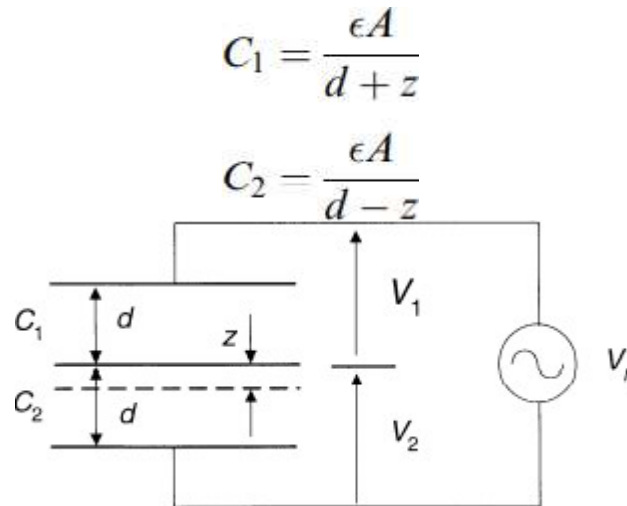 C₁ = ϵA / (d + z)
C₂ = ϵA / (d − z)
V₁
C₁
d
z
C₂
d
V₂